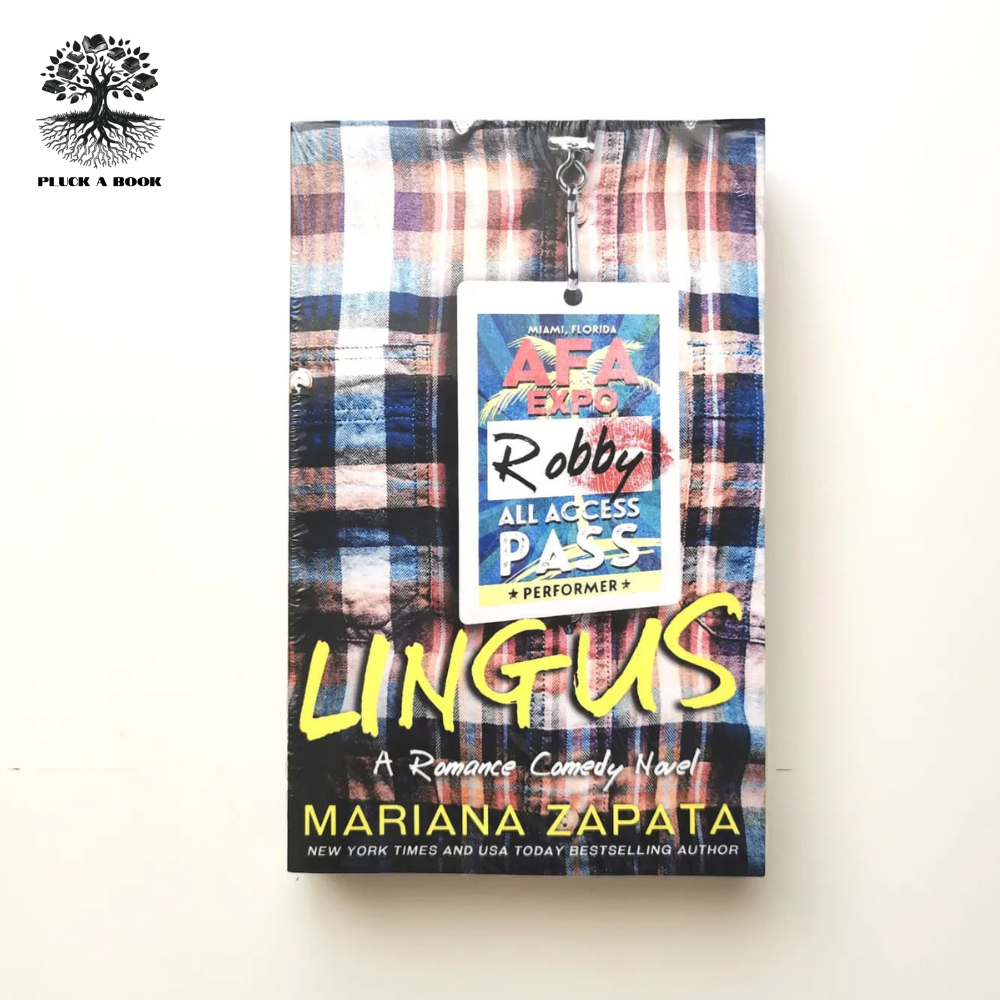 PLUCK A BOOK
MIAMI, FLORIDA
AFA
EXPO
Robby
ALL ACCESS
PASS
★ PERFORMER ★
LINGUS
A Romance Comedy Novel
MARIANA ZAPATA
NEW YORK TIMES AND USA TODAY BESTSELLING AUTHOR